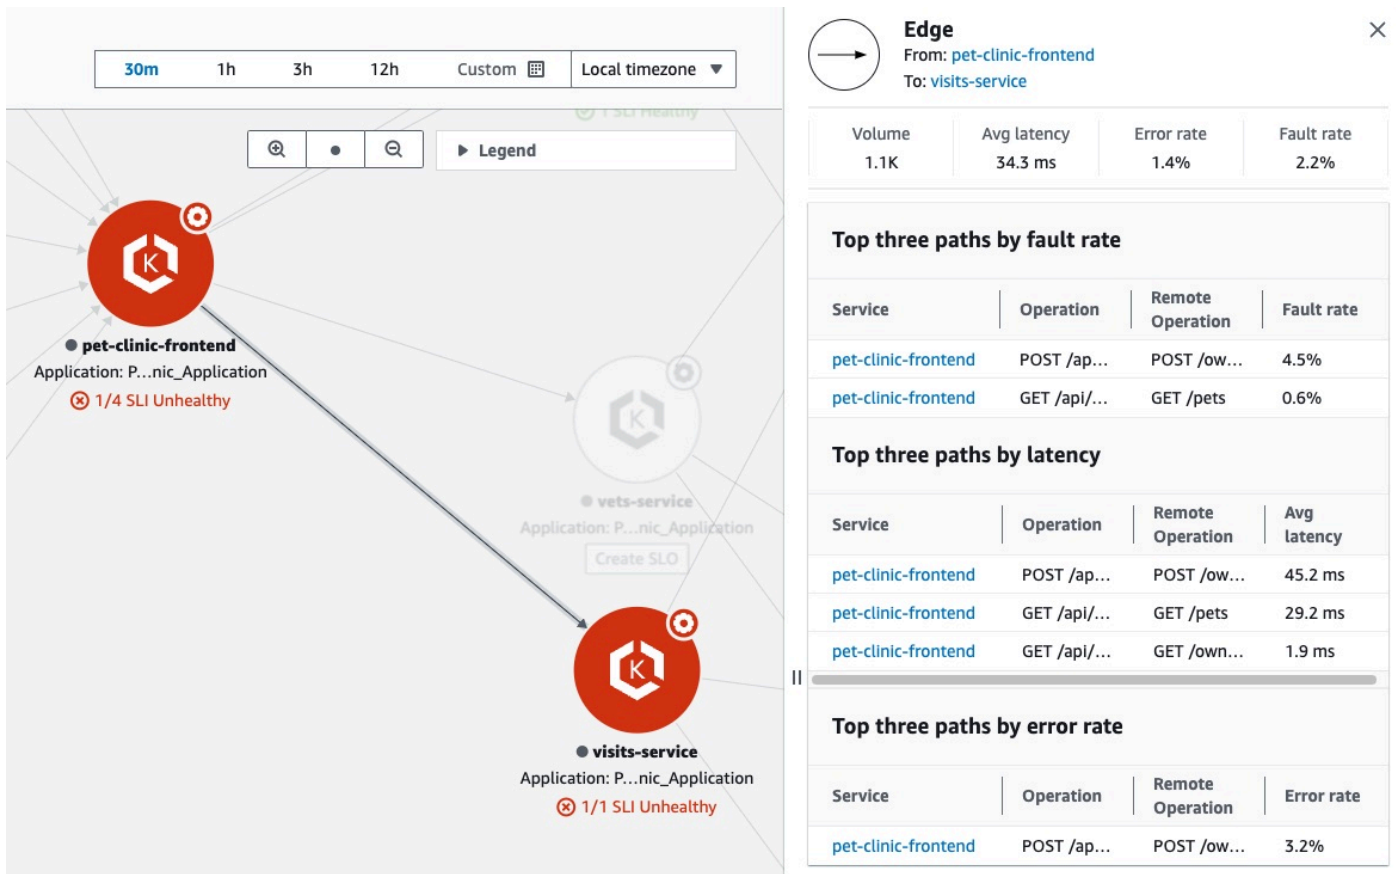 30m 1h 3h 12h Custom Local timezone
1 SLI Healthy
Legend
K
pet-clinic-frontend
Application: P...nic_Application
1/4 SLI Unhealthy
K
vets-service
Application: P...nic_Application
Create SLO
K
visits-service
Application: P...nic_Application
1/1 SLI Unhealthy
Edge
From: pet-clinic-frontend
To: visits-service
Volume Avg latency Error rate Fault rate
1.1K 34.3 ms 1.4% 2.2%
Top three paths by fault rate
Service Operation Remote Operation Fault rate
pet-clinic-frontend POST /ap... POST /ow... 4.5%
pet-clinic-frontend GET /api/... GET /pets 0.6%
Top three paths by latency
Service Operation Remote Operation Avg latency
pet-clinic-frontend POST /ap... POST /ow... 45.2 ms
pet-clinic-frontend GET /api/... GET /pets 29.2 ms
pet-clinic-frontend GET /api/... GET /own... 1.9 ms
Top three paths by error rate
Service Operation Remote Operation Error rate
pet-clinic-frontend POST /ap... POST /ow... 3.2%